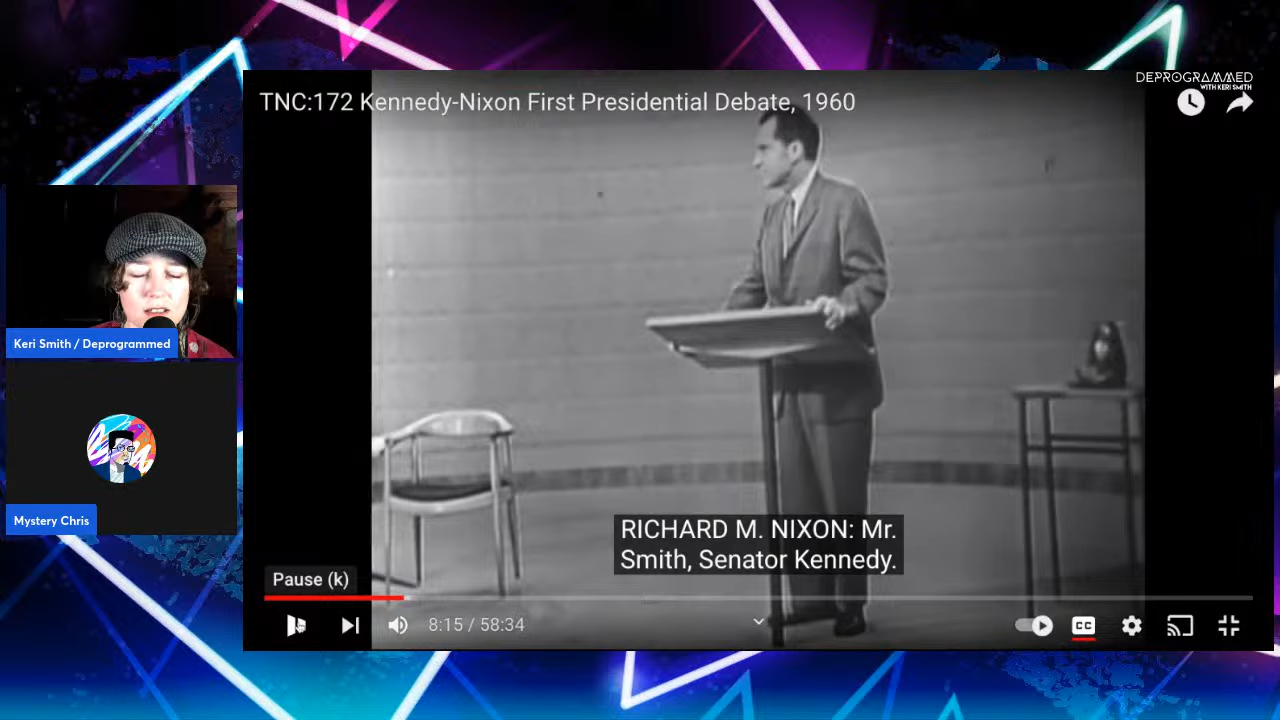 DEPROGRAMMED
WITH KERI SMITH
TNC:172 Kennedy-Nixon First Presidential Debate, 1960
Keri Smith / Deprogrammed
Mystery Chris
RICHARD M. NIXON: Mr.
Smith, Senator Kennedy.
Pause (k)
8:15 / 58:34
CC